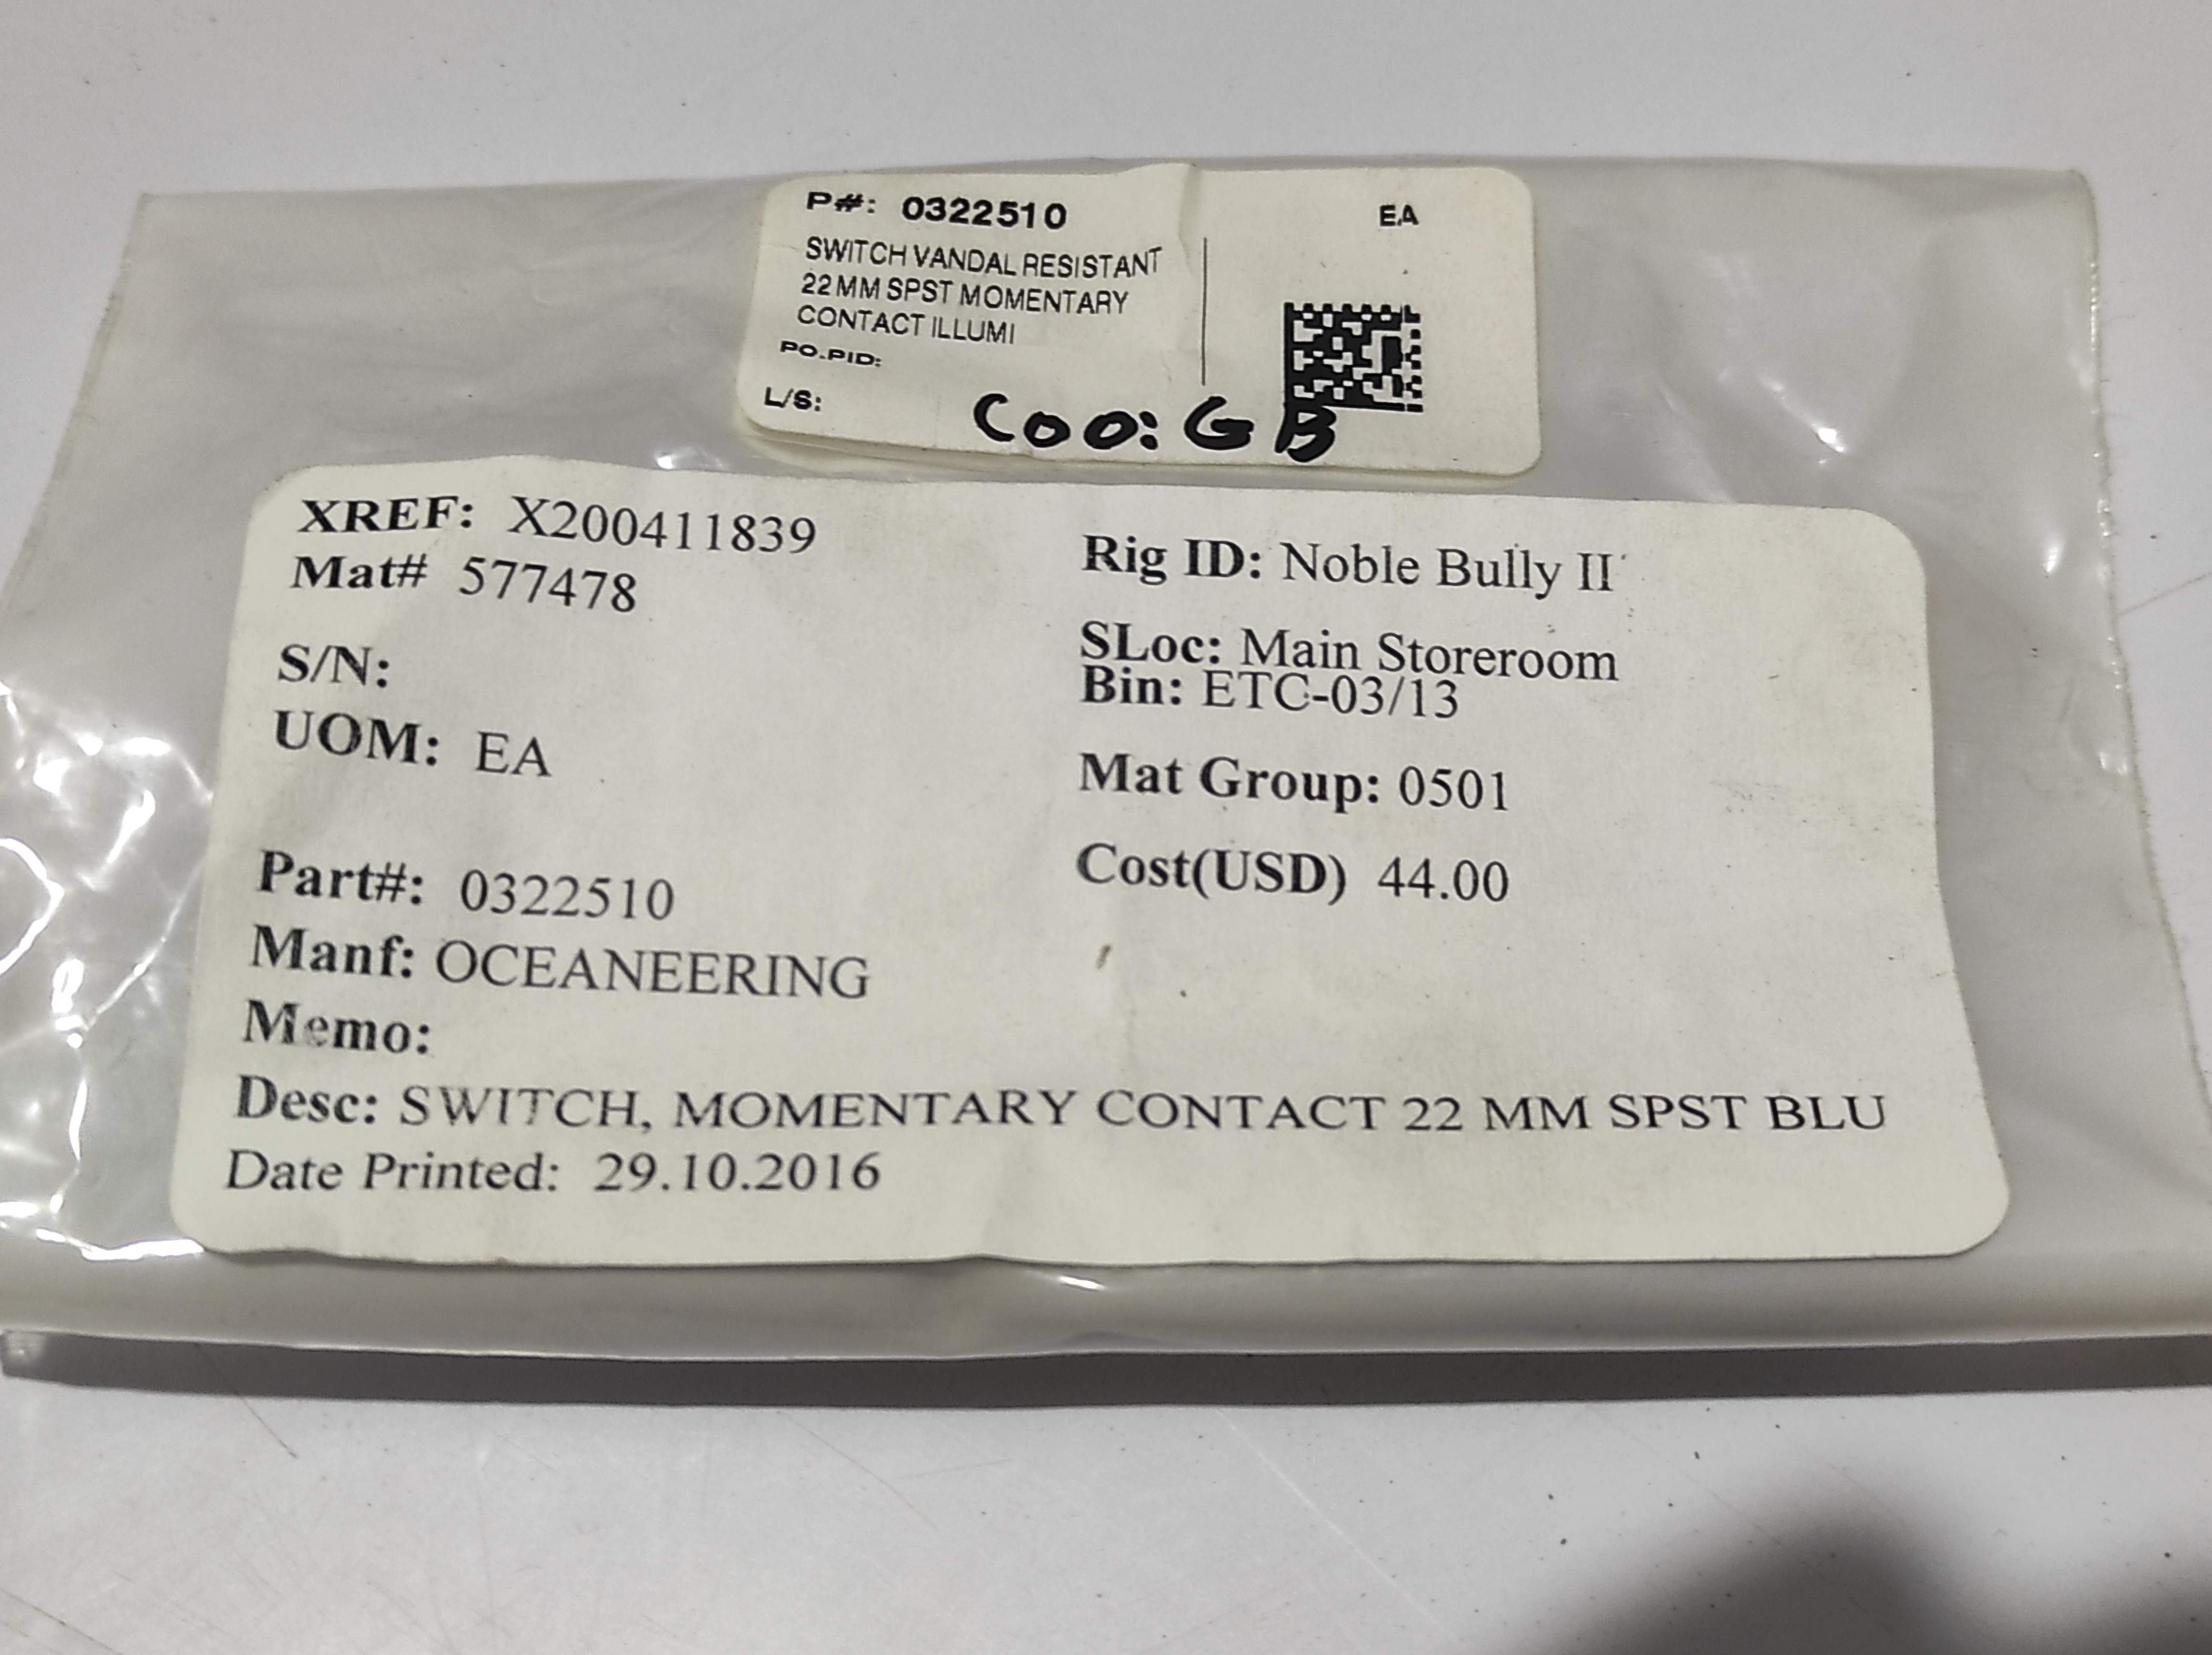 P#: 0322510 EA
SWITCH VANDAL RESISTANT
22 MM SPST MOMENTARY
CONTACT ILLUMI
PO.PID:
L/S:
COO: GB
XREF: X200411839
Mat# 577478
S/N:
UOM: EA
Part#: 0322510
Manf: OCEANEERING
Memo:
Rig ID: Noble Bully II
SLoc: Main Storeroom
Bin: ETC-03/13
Mat Group: 0501
Cost(USD) 44.00
Desc: SWITCH, MOMENTARY CONTACT 22 MM SPST BLU
Date Printed: 29.10.2016